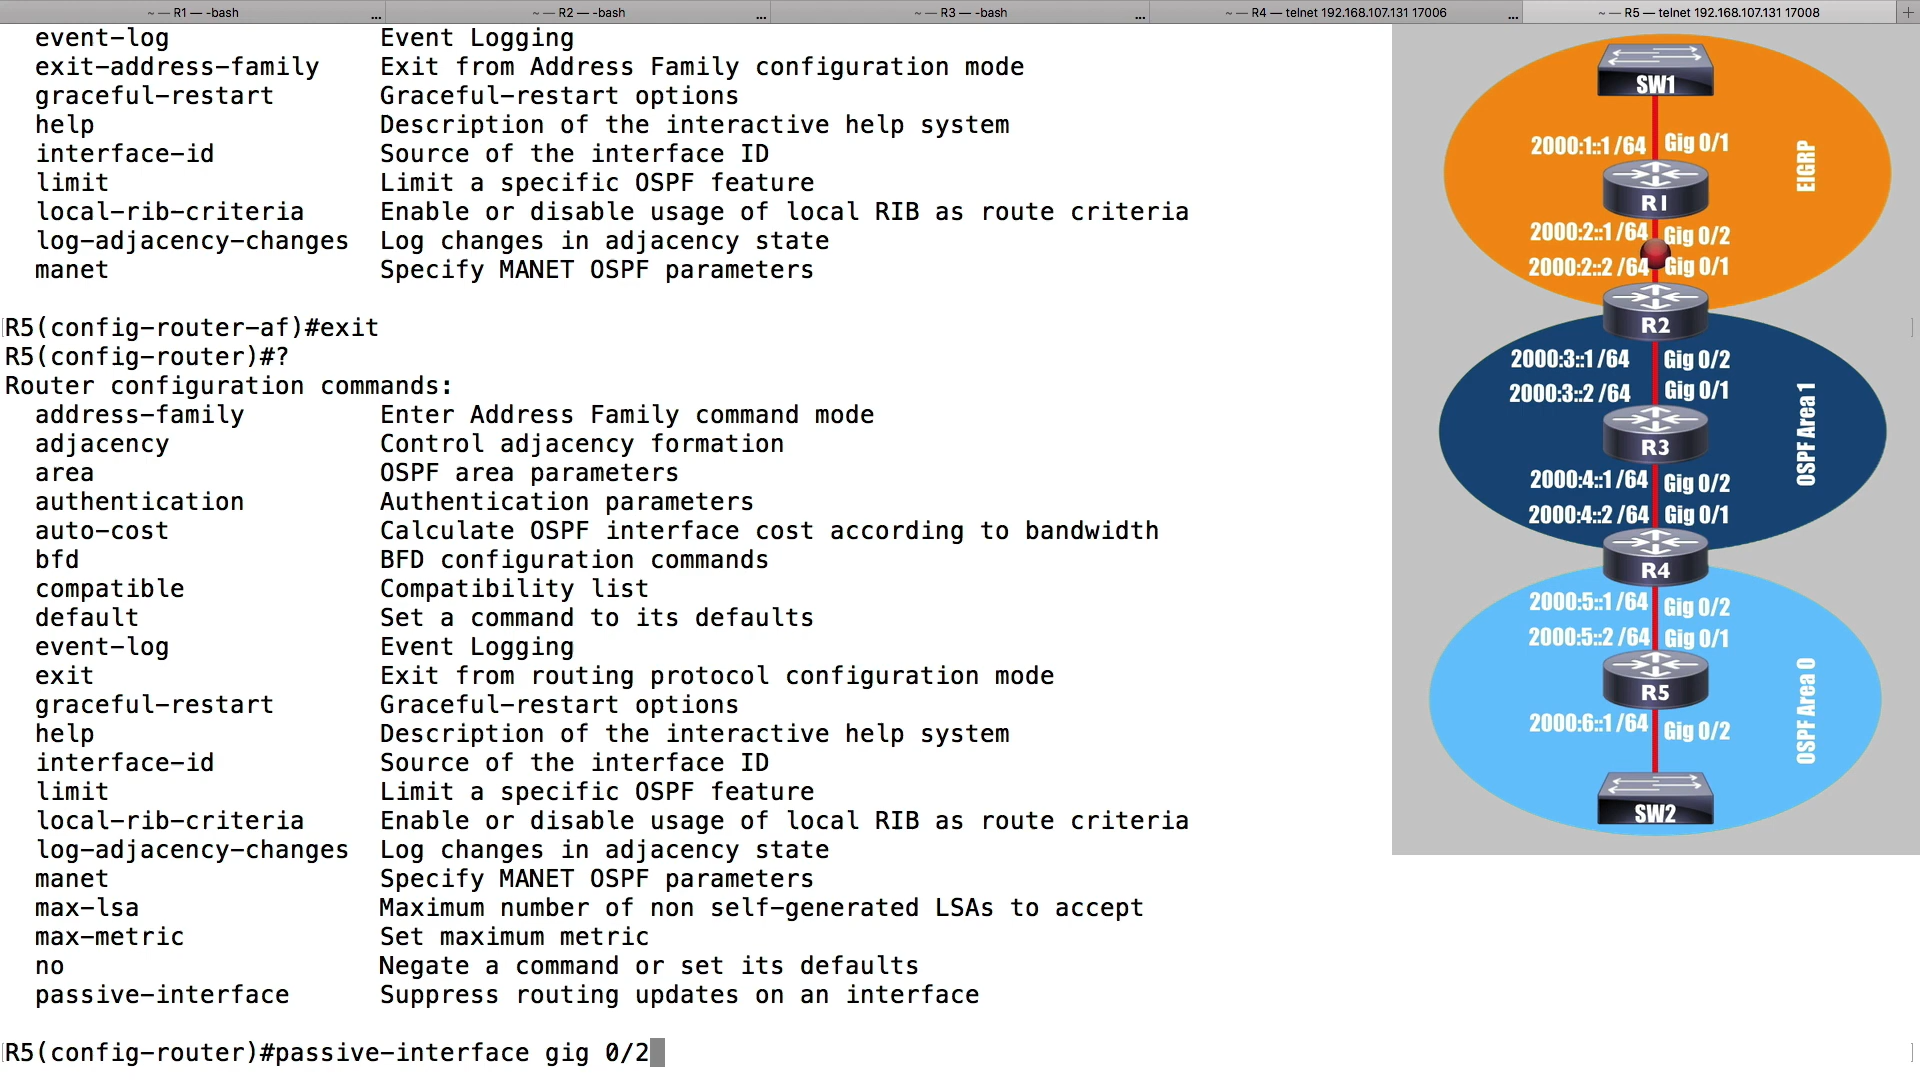 ~ — R1 — -bash ... ~ — R2 — -bash ... ~ — R3 — -bash ... ~ — R4 — telnet 192.168.107.131 17006 ... ~ — R5 — telnet 192.168.107.131 17008 +
event-log Event Logging
exit-address-family Exit from Address Family configuration mode
graceful-restart Graceful-restart options
help Description of the interactive help system
interface-id Source of the interface ID
limit Limit a specific OSPF feature
local-rib-criteria Enable or disable usage of local RIB as route criteria
log-adjacency-changes Log changes in adjacency state
manet Specify MANET OSPF parameters
R5(config-router-af)#exit
R5(config-router)#?
Router configuration commands:
address-family Enter Address Family command mode
adjacency Control adjacency formation
area OSPF area parameters
authentication Authentication parameters
auto-cost Calculate OSPF interface cost according to bandwidth
bfd BFD configuration commands
compatible Compatibility list
default Set a command to its defaults
event-log Event Logging
exit Exit from routing protocol configuration mode
graceful-restart Graceful-restart options
help Description of the interactive help system
interface-id Source of the interface ID
limit Limit a specific OSPF feature
local-rib-criteria Enable or disable usage of local RIB as route criteria
log-adjacency-changes Log changes in adjacency state
manet Specify MANET OSPF parameters
max-lsa Maximum number of non self-generated LSAs to accept
max-metric Set maximum metric
no Negate a command or set its defaults
passive-interface Suppress routing updates on an interface
R5(config-router)#passive-interface gig 0/2
SW1
2000:1::1 /64 Gig 0/1
EIGRP
R1
2000:2::1 /64 Gig 0/2
2000:2::2 /64 Gig 0/1
R2
2000:3::1 /64 Gig 0/2
2000:3::2 /64 Gig 0/1
OSPF Area 1
R3
2000:4::1 /64 Gig 0/2
2000:4::2 /64 Gig 0/1
R4
2000:5::1 /64 Gig 0/2
2000:5::2 /64 Gig 0/1
R5
OSPF Area 0
2000:6::1 /64 Gig 0/2
SW2